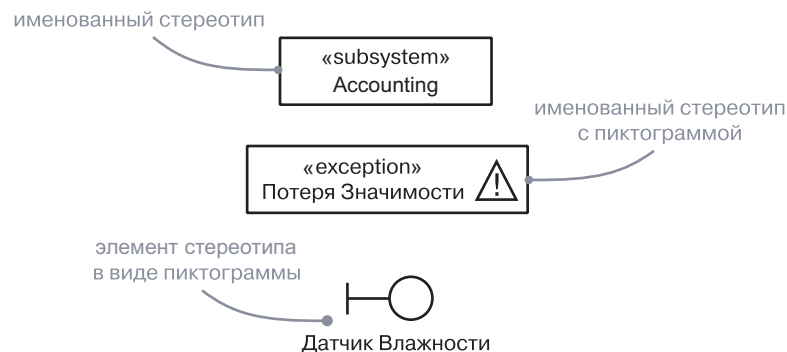 именованный стереотип
«subsystem»
Accounting
именованный стереотип
с пиктограммой
«exception»
Потеря Значимости
!
элемент стереотипа
в виде пиктограммы
Датчик Влажности